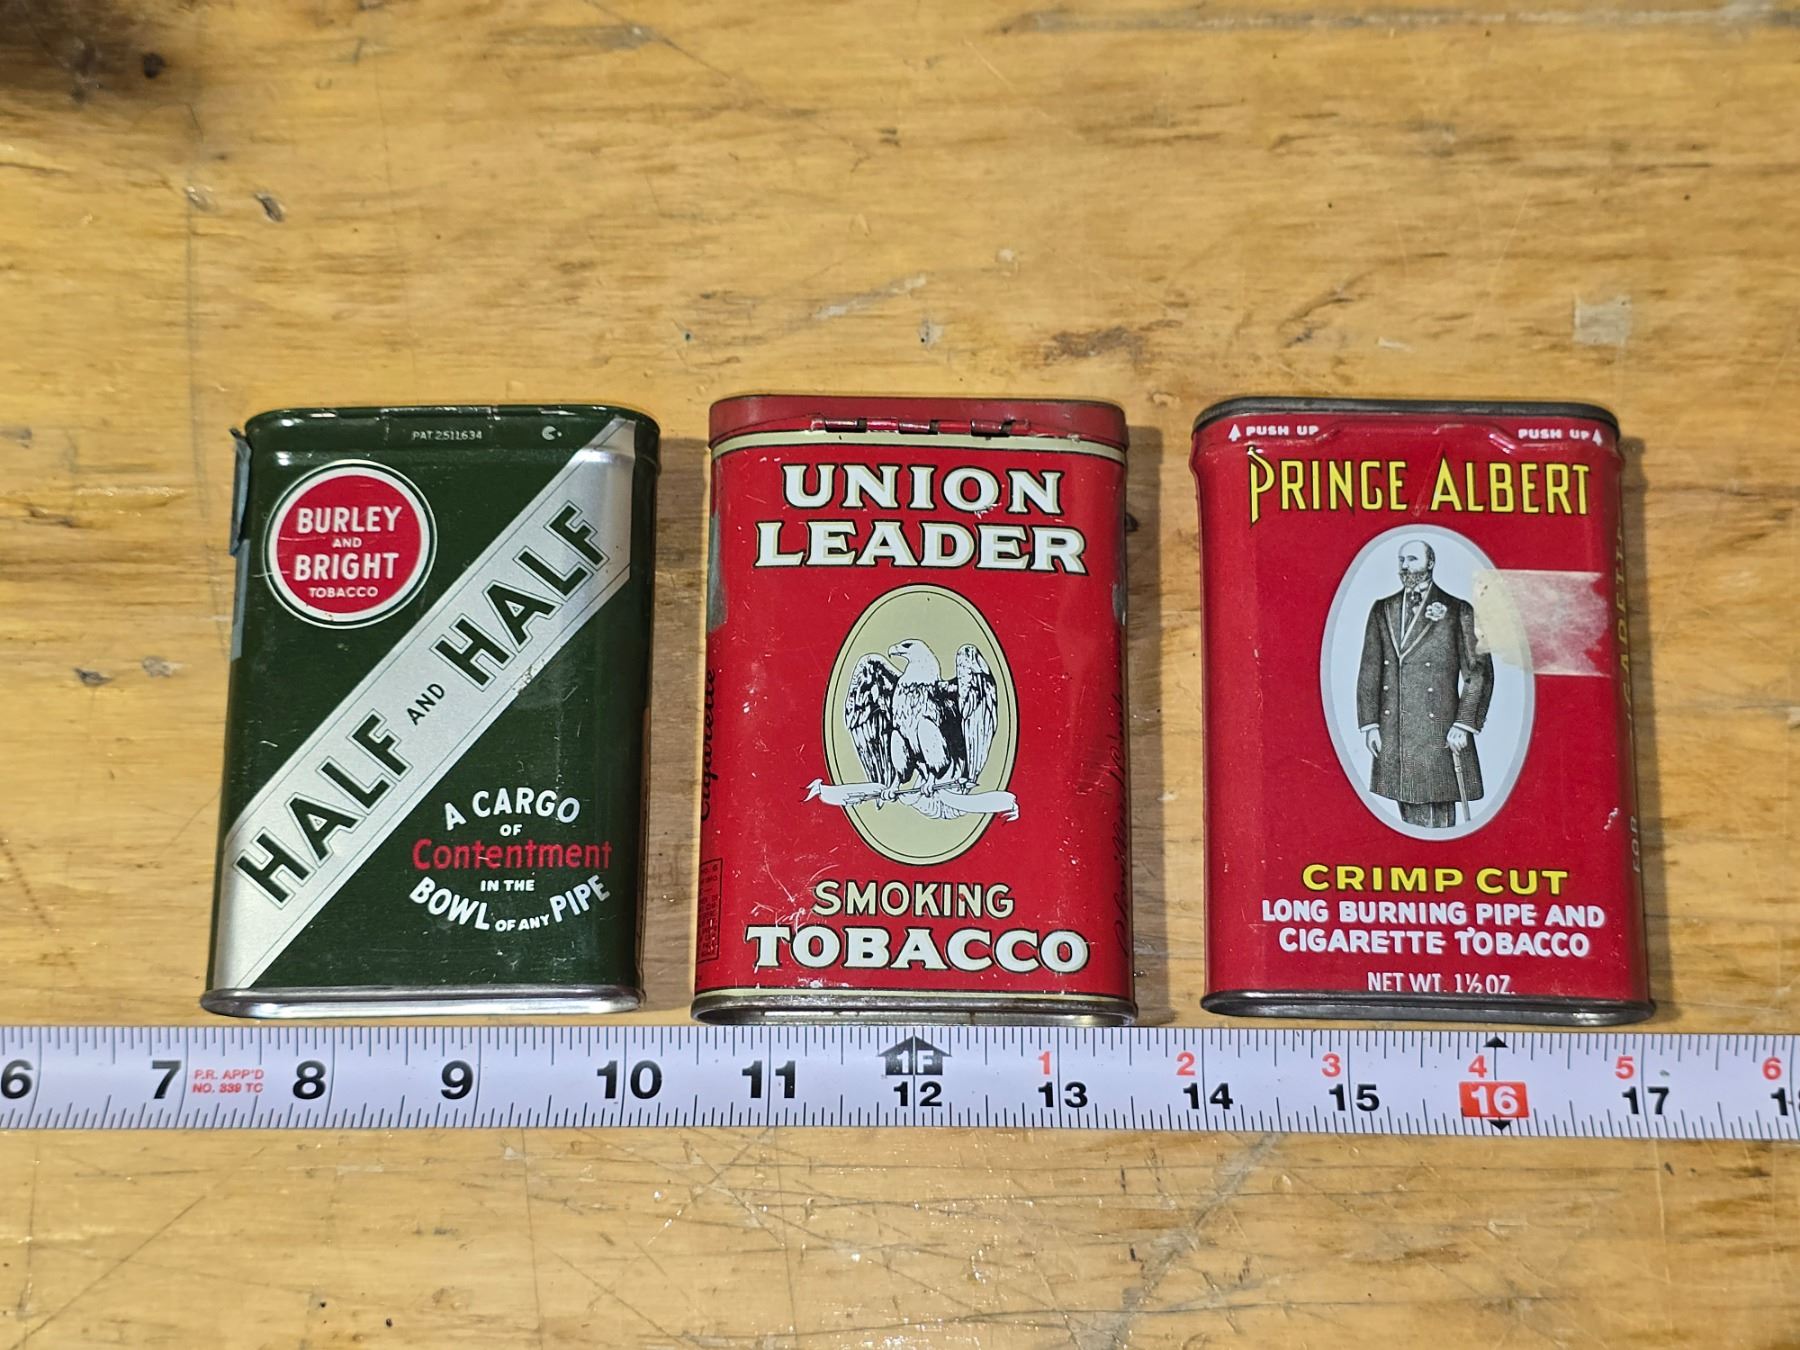 PAT 2511634
BURLEY
AND
BRIGHT
TOBACCO
HALF AND HALF
A CARGO
OF
Contentment
IN THE
BOWL OF ANY PIPE
UNION
LEADER
SMOKING
TOBACCO
Cigarette
PUSH UP
PUSH UP
PRINCE ALBERT
CRIMP CUT
LONG BURNING PIPE AND
CIGARETTE TOBACCO
NET WT. 1½ OZ.
FOR
1F
1 2 3 4 5 6
6 7 P.R. APP'D 8 9 10 11 12 13 14 15 16 17
NO. 339 TC